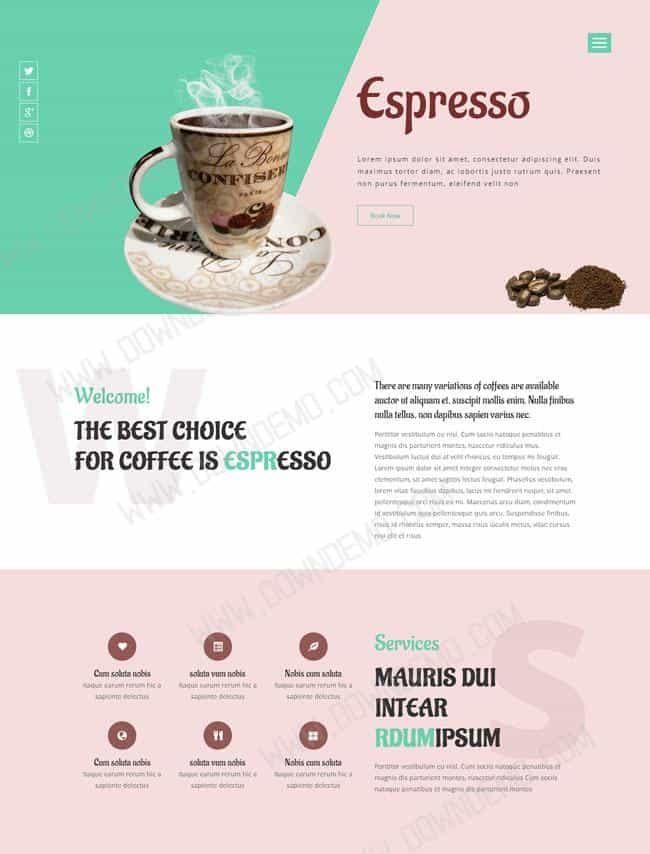 Espresso
Lorem ipsum dolor sit amet, consectetur adipiscing elit. Duis
maximus tortor diam, ac lobortis justo rutrum quis. Praesent
non purus fermentum, eleifend velit non
Book Now
La Bonne
CONFISERIE
PARIS
WWW.DOWNDEMO.COM
Welcome!
THE BEST CHOICE
FOR COFFEE IS ESPRESSO
W
There are many variations of coffees are available
auctor ut aliquam et, suscipit mollis enim. Nulla finibus
nulla tellus, non dapibus sapien varius nec.
Porttitor vestibulum eu nisl. Cum sociis natoque penatibus et
magnis dis parturient montes, nascetur ridiculus mus.
Vestibulum luctus dui at velit rhoncus, eu tempus mi feugiat.
Lorem ipsum dolor sit amet integer consectetur molius nec vrsa
elementum, sit amet lectus feugiat. Phasellus vestibulum,
lorem vitae faucibus dapibus, lacus mi hendrerit neque, sit amet
pellentesque orci mauris et mi. Maecenas arcu diam, condimentum
id vestibulum quis pellentesque quis arcu. Suspendisse finibus,
risus id rhoncus semper, massa risus iaculis metus, vitae cursus
nisl elit et risus
Cum soluta nobis
Itaque earum rerum hic a
sapiente delectus
soluta vum nobis
Itaque earum rerum hic a
sapiente delectus
Nobis cum soluta
Itaque earum rerum hic a
sapiente delectus
Cum soluta nobis
Itaque earum rerum hic a
sapiente delectus
soluta vum nobis
Itaque earum rerum hic a
sapiente delectus
Nobis cum soluta
Itaque earum rerum hic a
sapiente delectus
S
Services
MAURIS DUI
INTEAR
RDUMIPSUM
Porttitor vestibulum eu nisl. Cum sociis natoque penatibus et
magnis dis parturient montes, nascetur ridiculus Cum sociis
natoque penatibus et magnis dis parturient montes